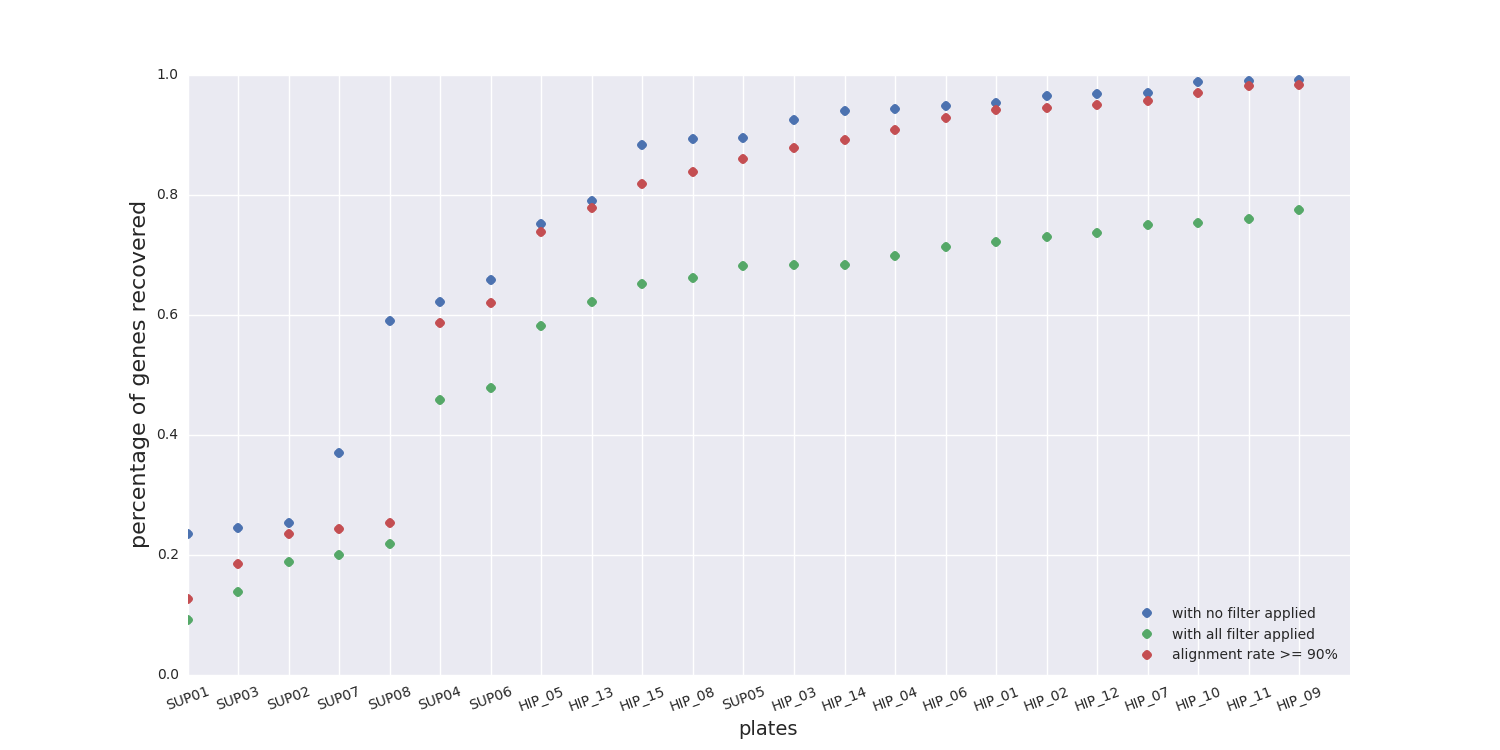 1.0
0.8
0.6
0.4
0.2
0.0
percentage of genes recovered
with no filter applied
with all filter applied
alignment rate >= 90%
SUP01 SUP03 SUP02 SUP07 SUP08 SUP04 SUP06 HIP_05 HIP_13 HIP_15 HIP_08 SUP05 HIP_03 HIP_14 HIP_04 HIP_06 HIP_01 HIP_02 HIP_12 HIP_07 HIP_10 HIP_11 HIP_09
plates